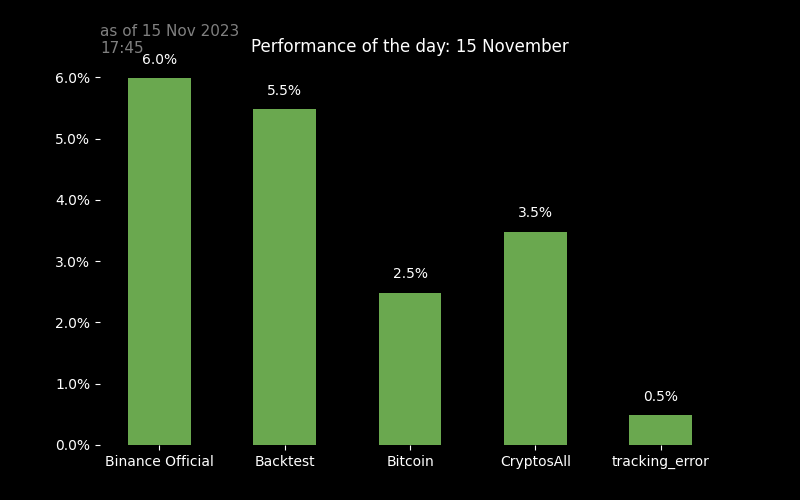 as of 15 Nov 2023
17:45
Performance of the day: 15 November
6.0%
5.5%
2.5%
3.5%
0.5%
6.0%
5.0%
4.0%
3.0%
2.0%
1.0%
0.0%
Binance Official
Backtest
Bitcoin
CryptosAll
tracking_error